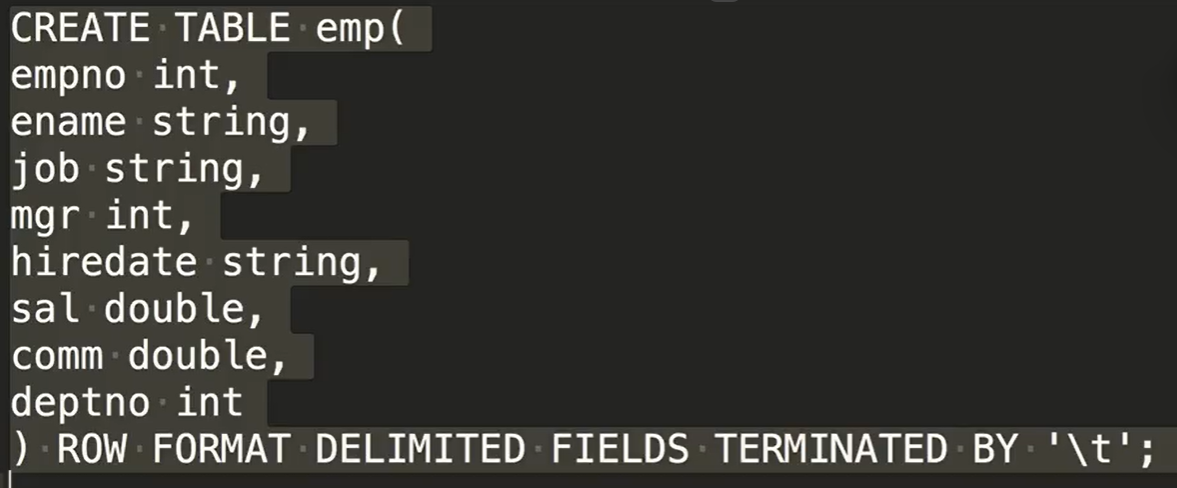 CREATE TABLE emp(
empno int,
ename string,
job string,
mgr int,
hiredate string,
sal double,
comm double,
deptno int
) ROW FORMAT DELIMITED FIELDS TERMINATED BY '\t';